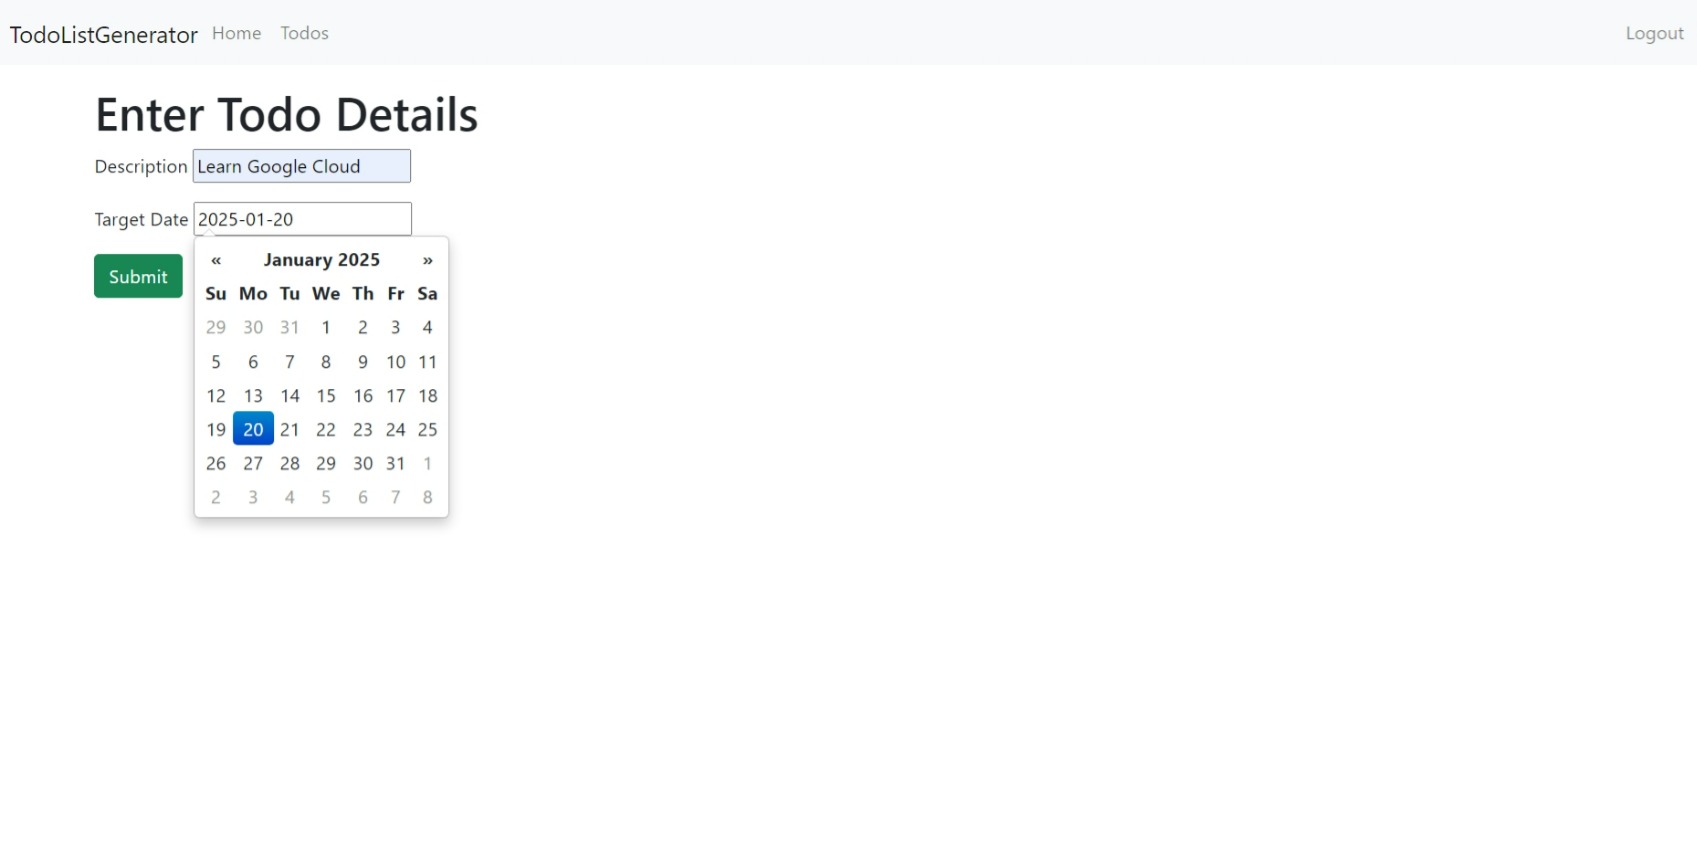 TodoListGenerator Home Todos Logout
Enter Todo Details
Description Learn Google Cloud
Target Date 2025-01-20
Submit
« January 2025 »
Su Mo Tu We Th Fr Sa
29 30 31 1 2 3 4
5 6 7 8 9 10 11
12 13 14 15 16 17 18
19 20 21 22 23 24 25
26 27 28 29 30 31 1
2 3 4 5 6 7 8